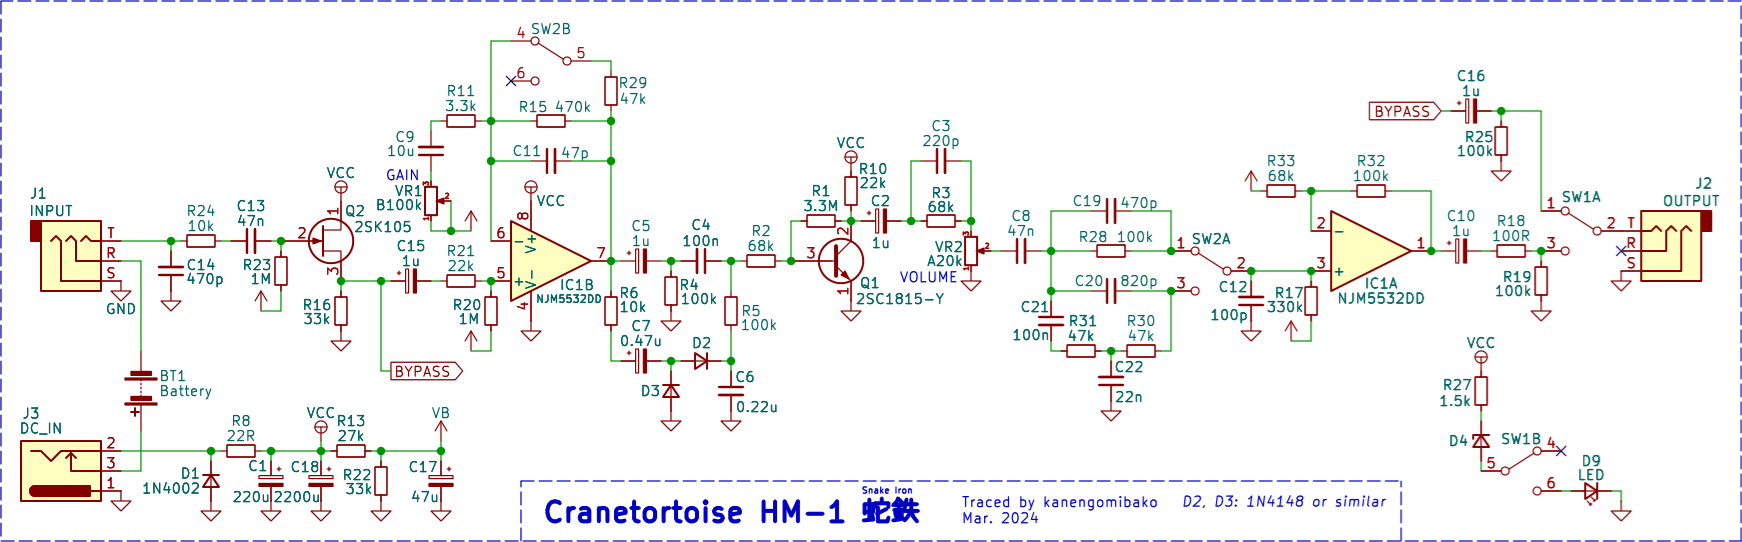 SW2B
4
5
6
R29
47k
R11
3.3k
R15 470k
C9
10u
C11
47p
GAIN
VR1
B100k
3
2
1
VCC
J1
INPUT
T
R
S
GND
R24
10k
C14
470p
C13
47n
R23
1M
VCC
1
2
3
Q2
2SK105
R16
33k
C15
1u
BYPASS
R21
22k
R20
1M
8
6
5
7
4
V+
V-
IC1B
NJM5532DD
C5
1u
R4
100k
C4
100n
R2
68k
R6
10k
C7
0.47u
D2
D3
R5
100k
C6
0.22u
VCC
R10
22k
R1
3.3M
2
3
1
Q1
2SC1815-Y
C2
1u
C3
220p
R3
68k
VR2
A20k
3
2
1
VOLUME
C8
47n
C19
470p
R28 100k
C20
820p
C21
100n
R31
47k
R30
47k
C22
22n
SW2A
1
2
3
C12
100p
R17
330k
R33
68k
R32
100k
2
3
1
IC1A
NJM5532DD
C10
1u
R18
100R
R19
100k
BYPASS
C16
1u
R25
100k
SW1A
1
2
3
J2
OUTPUT
T
R
S
BT1
Battery
J3
DC_IN
2
3
1
D1
1N4002
R8
22R
C1
220u
VCC
C18
2200u
R13
27k
R22
33k
VB
C17
47u
VCC
R27
1.5k
D4
SW1B
4
5
6
D9
LED
Snake Iron
Cranetortoise HM-1 蛇鉄
Traced by kanengomibako
Mar. 2024
D2, D3: 1N4148 or similar